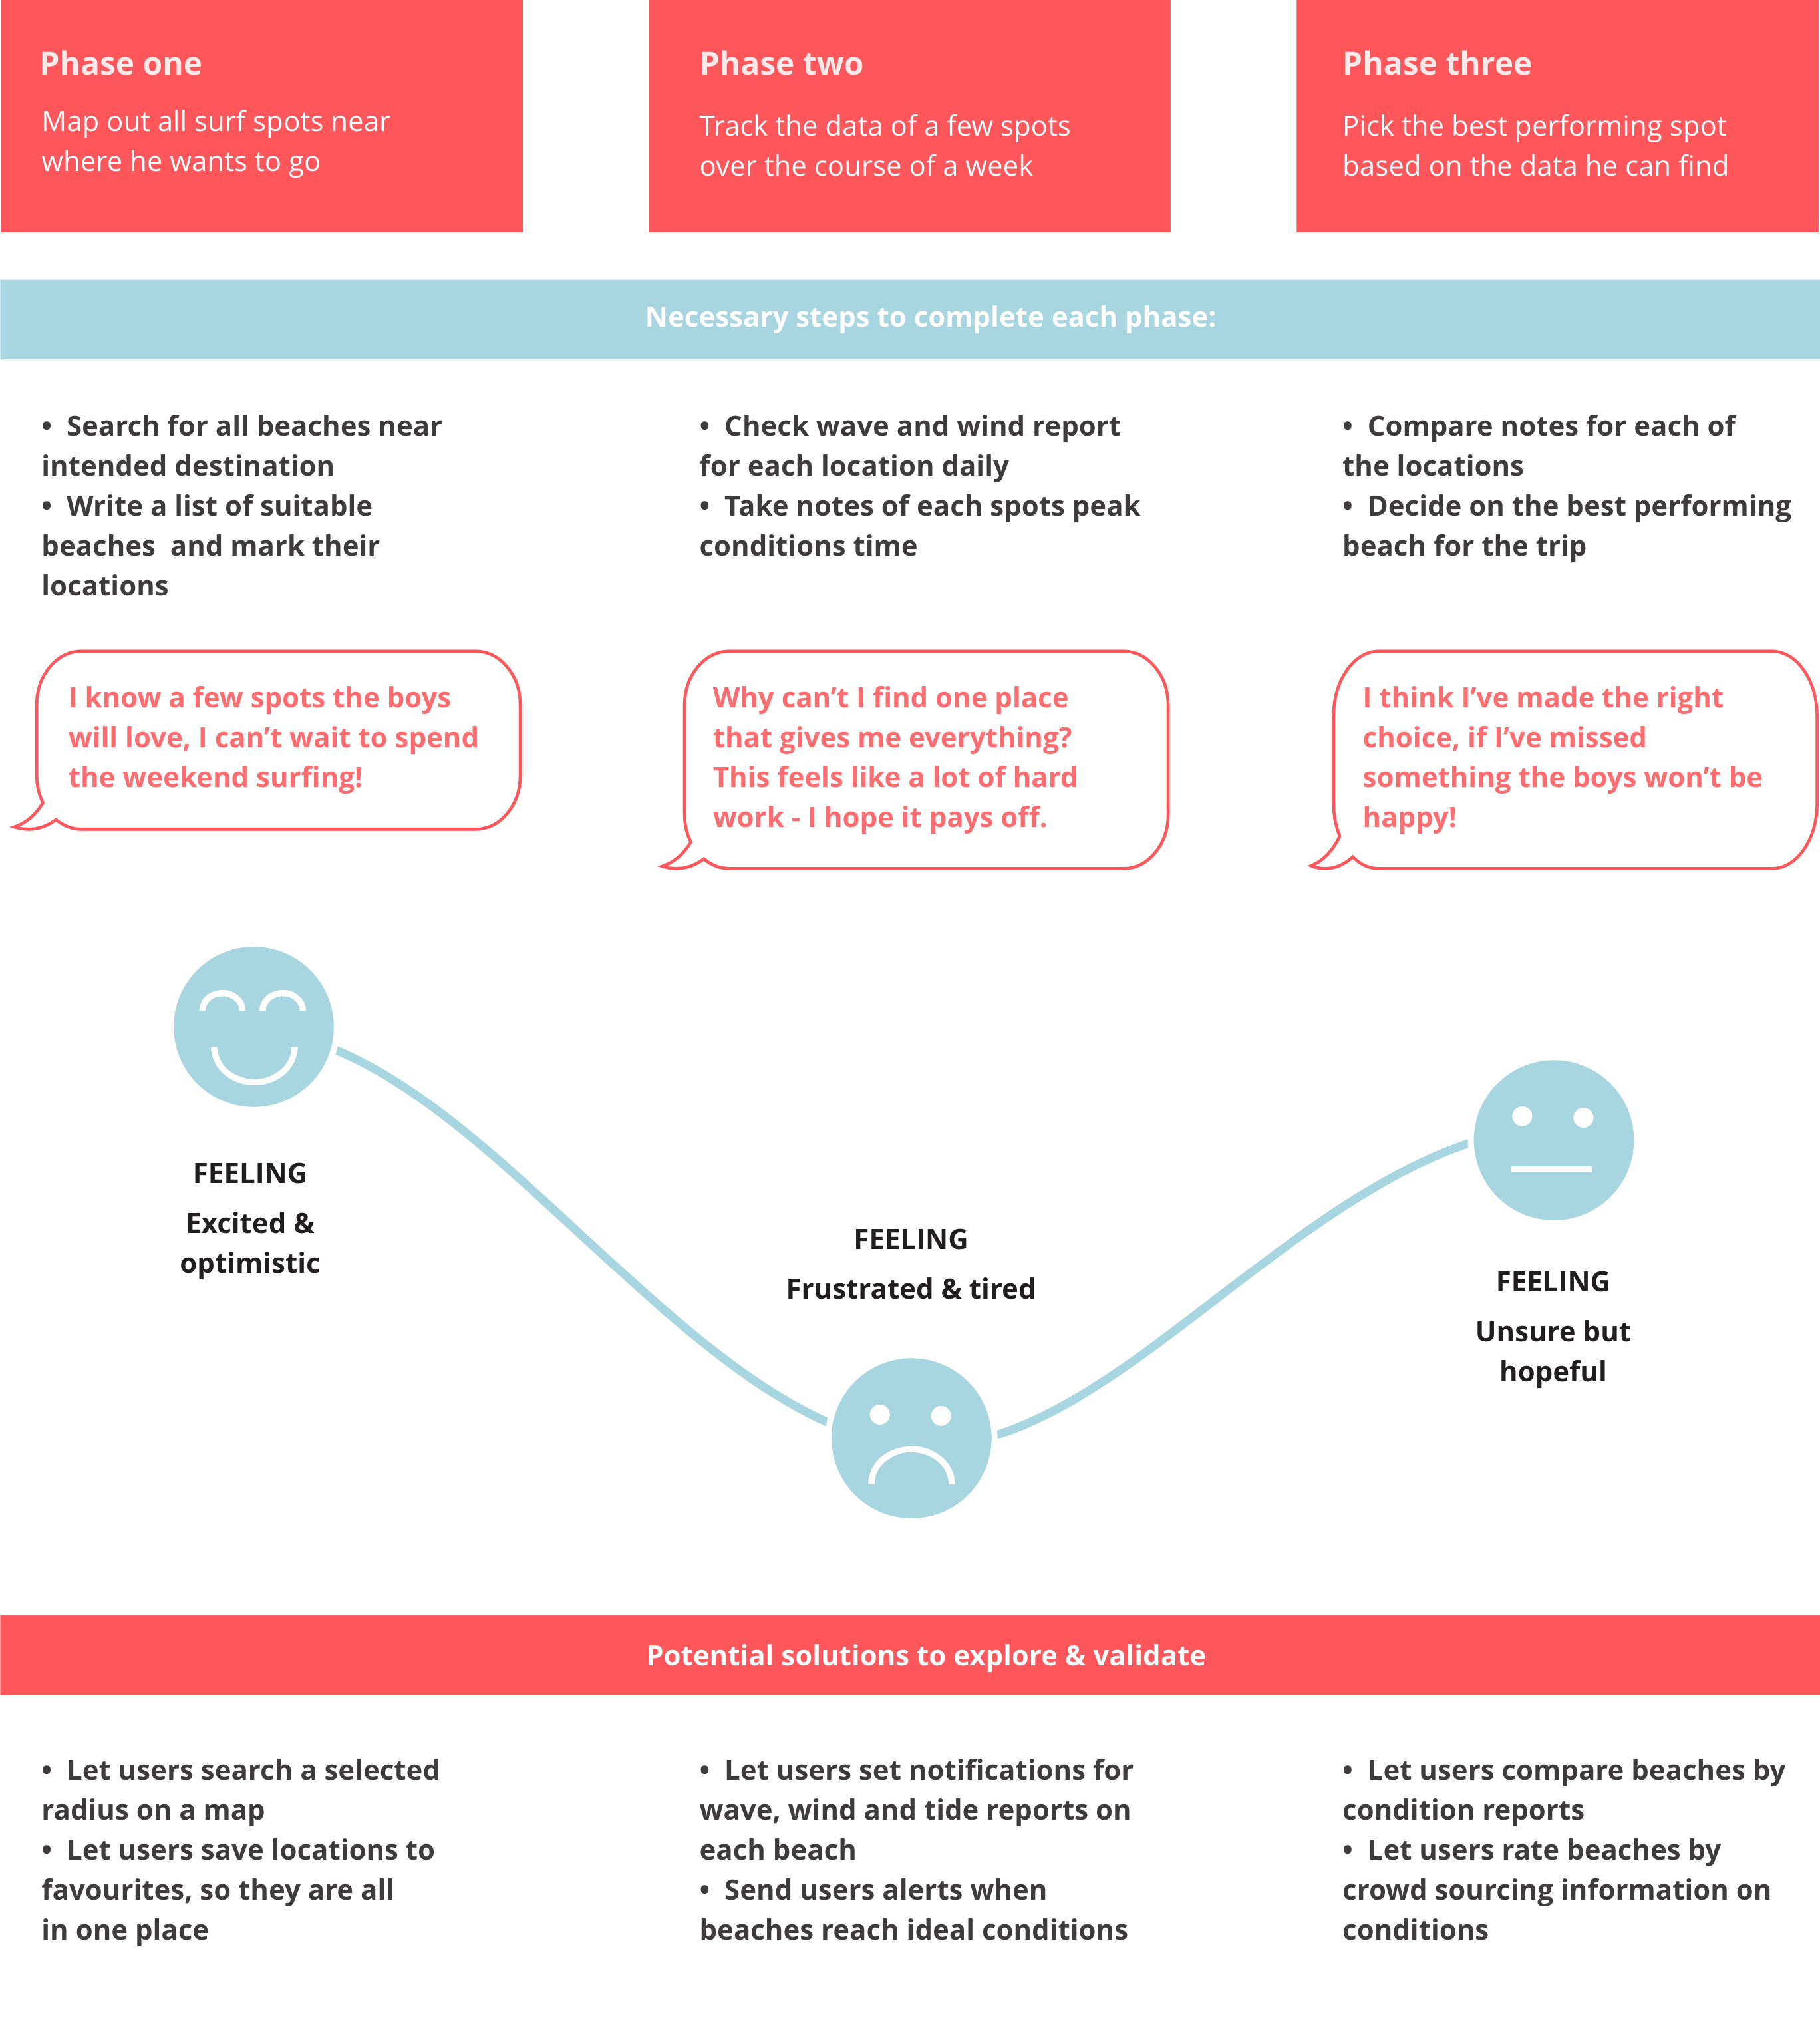 Phase one
Map out all surf spots near
where he wants to go
Phase two
Track the data of a few spots
over the course of a week
Phase three
Pick the best performing spot
based on the data he can find
Necessary steps to complete each phase:
• Search for all beaches near
intended destination
• Write a list of suitable
beaches  and mark their
locations
• Check wave and wind report
for each location daily
• Take notes of each spots peak
conditions time
• Compare notes for each of
the locations
• Decide on the best performing
beach for the trip
I know a few spots the boys
will love, I can’t wait to spend
the weekend surfing!
Why can’t I find one place
that gives me everything?
This feels like a lot of hard
work - I hope it pays off.
I think I’ve made the right
choice, if I’ve missed
something the boys won’t be
happy!
FEELING
Excited &
optimistic
FEELING
Frustrated & tired
FEELING
Unsure but
hopeful
Potential solutions to explore & validate
• Let users search a selected
radius on a map
• Let users save locations to
favourites, so they are all
in one place
• Let users set notifications for
wave, wind and tide reports on
each beach
• Send users alerts when
beaches reach ideal conditions
• Let users compare beaches by
condition reports
• Let users rate beaches by
crowd sourcing information on
conditions